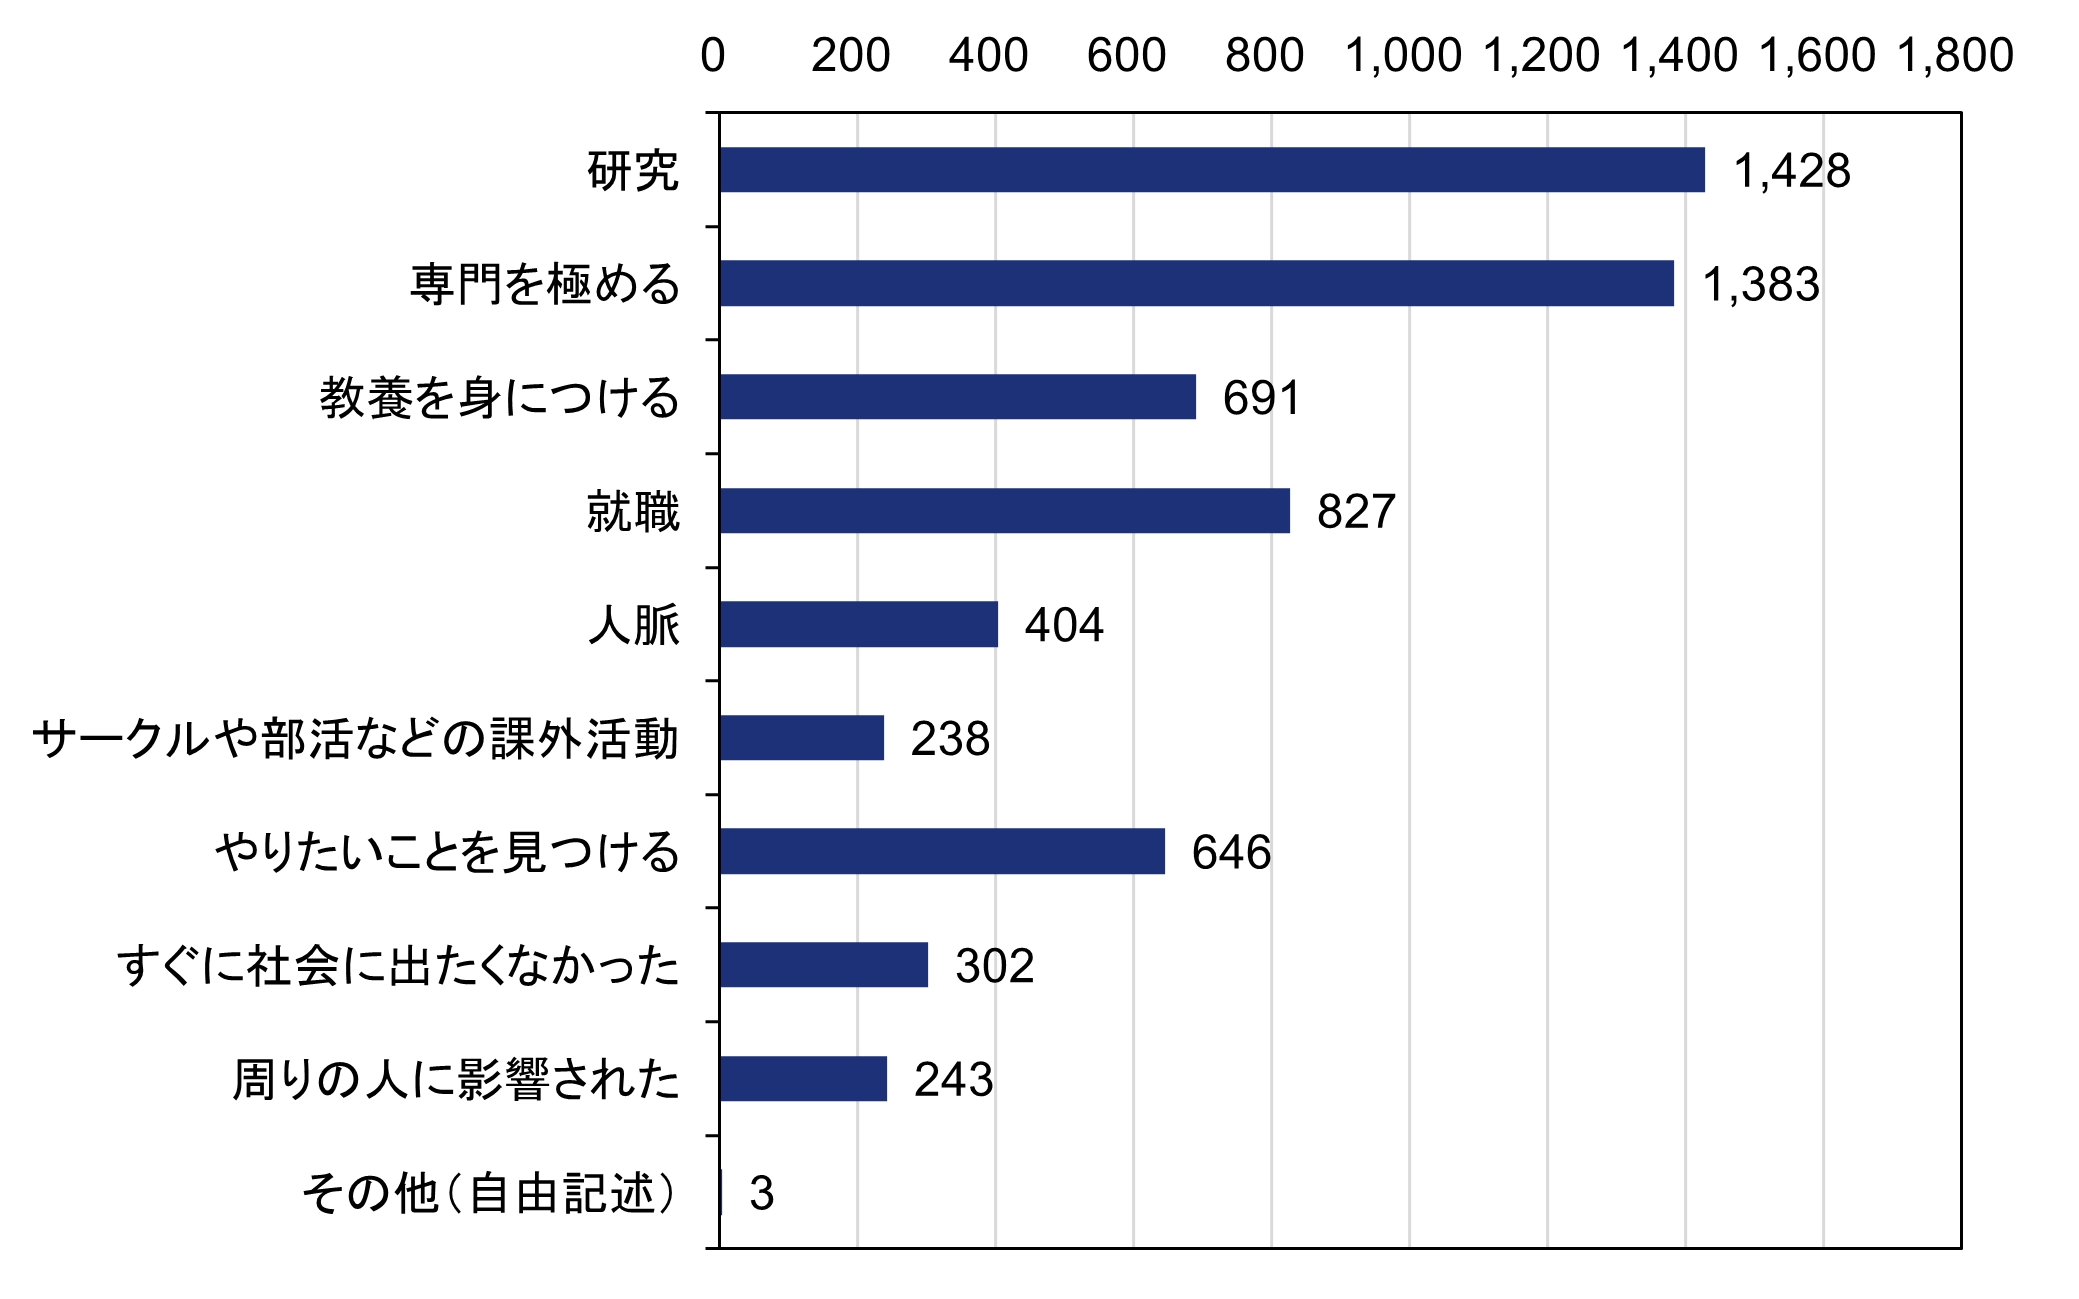 0 200 400 600 800 1,000 1,200 1,400 1,600 1,800
研究 1,428
専門を極める 1,383
教養を身につける 691
就職 827
人脈 404
サークルや部活などの課外活動 238
やりたいことを見つける 646
すぐに社会に出たくなかった 302
周りの人に影響された 243
その他（自由記述） 3